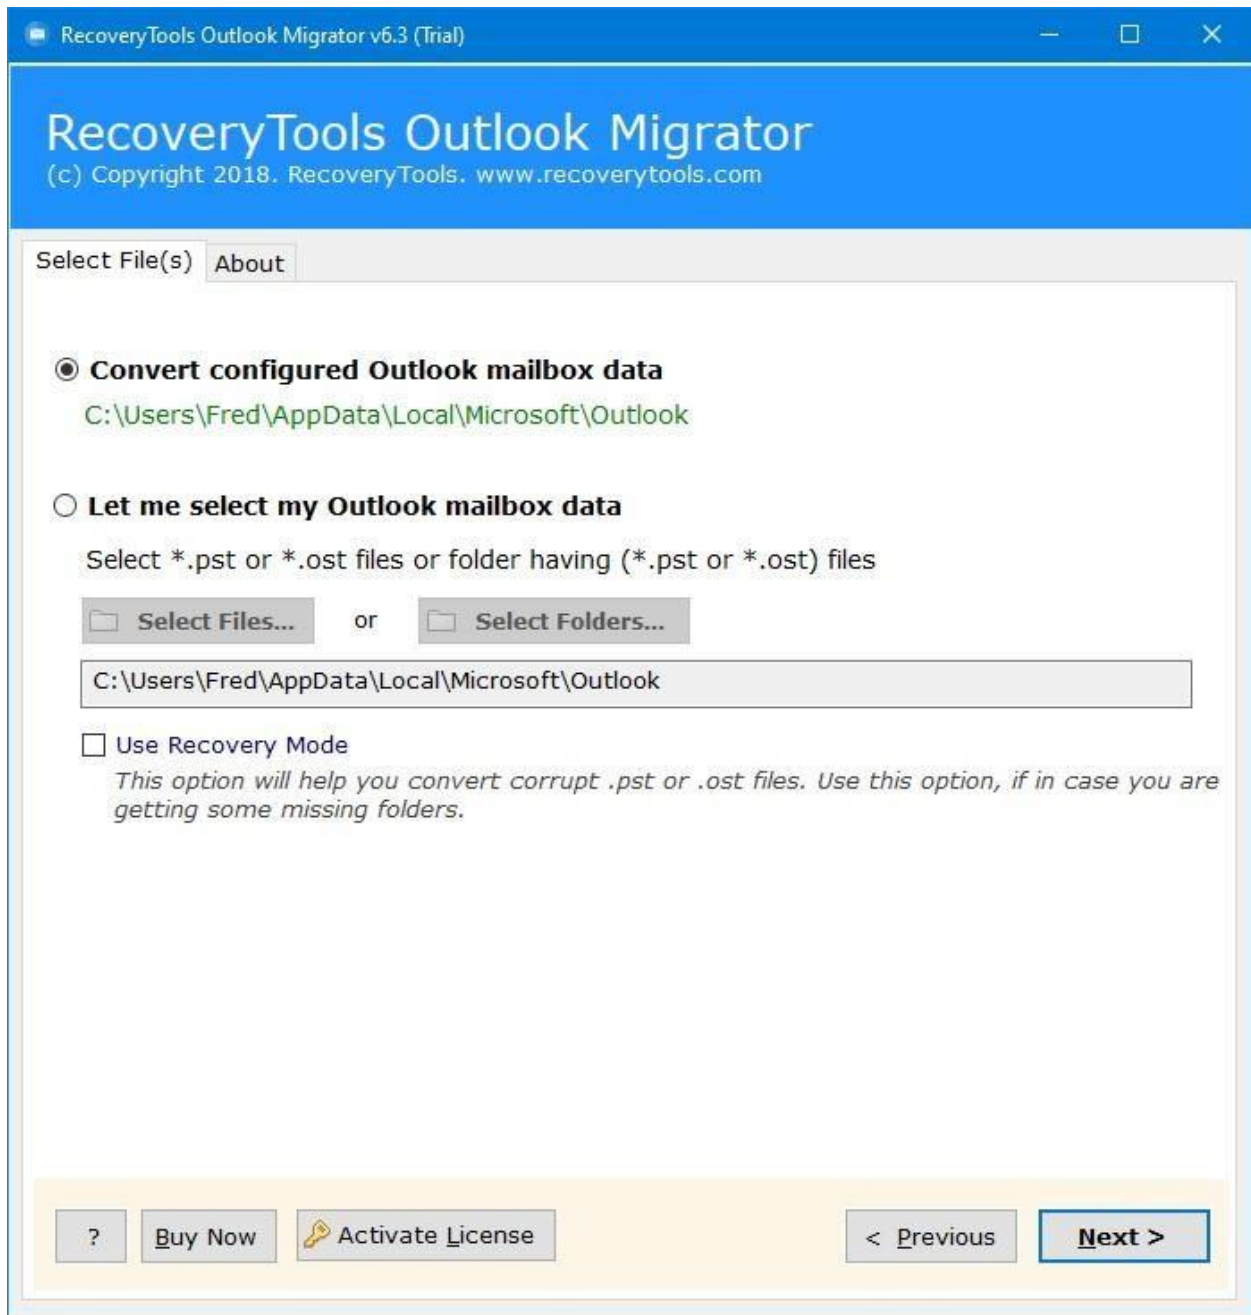 RecoveryTools Outlook Migrator v6.3 (Trial)
RecoveryTools Outlook Migrator
(c) Copyright 2018. RecoveryTools. www.recoverytools.com
Select File(s) About
Convert configured Outlook mailbox data
C:\Users\Fred\AppData\Local\Microsoft\Outlook
Let me select my Outlook mailbox data
Select *.pst or *.ost files or folder having (*.pst or *.ost) files
Select Files... or Select Folders...
C:\Users\Fred\AppData\Local\Microsoft\Outlook
Use Recovery Mode
This option will help you convert corrupt .pst or .ost files. Use this option, if in case you are
getting some missing folders.
? Buy Now Activate License < Previous Next >